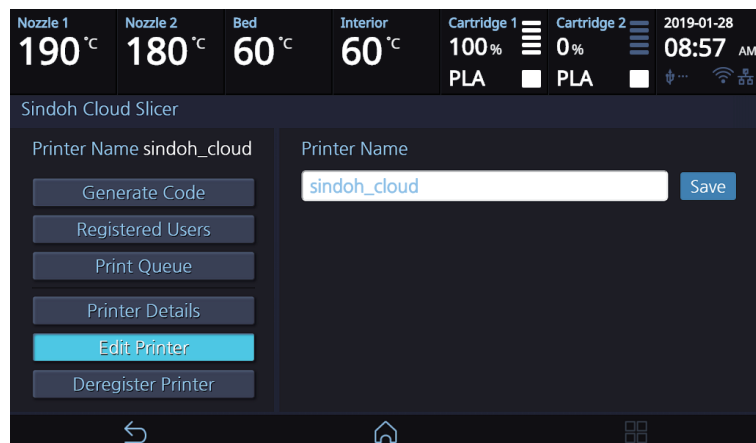 Nozzle 1 Nozzle 2 Bed Interior Cartridge 1 Cartridge 2 2019-01-28
190°C 180°C 60°C 60°C 100% 0% 08:57 AM
PLA PLA
Sindoh Cloud Slicer
Printer Name sindoh_cloud
Generate Code
Registered Users
Print Queue
Printer Details
Edit Printer
Deregister Printer
Printer Name
sindoh_cloud Save